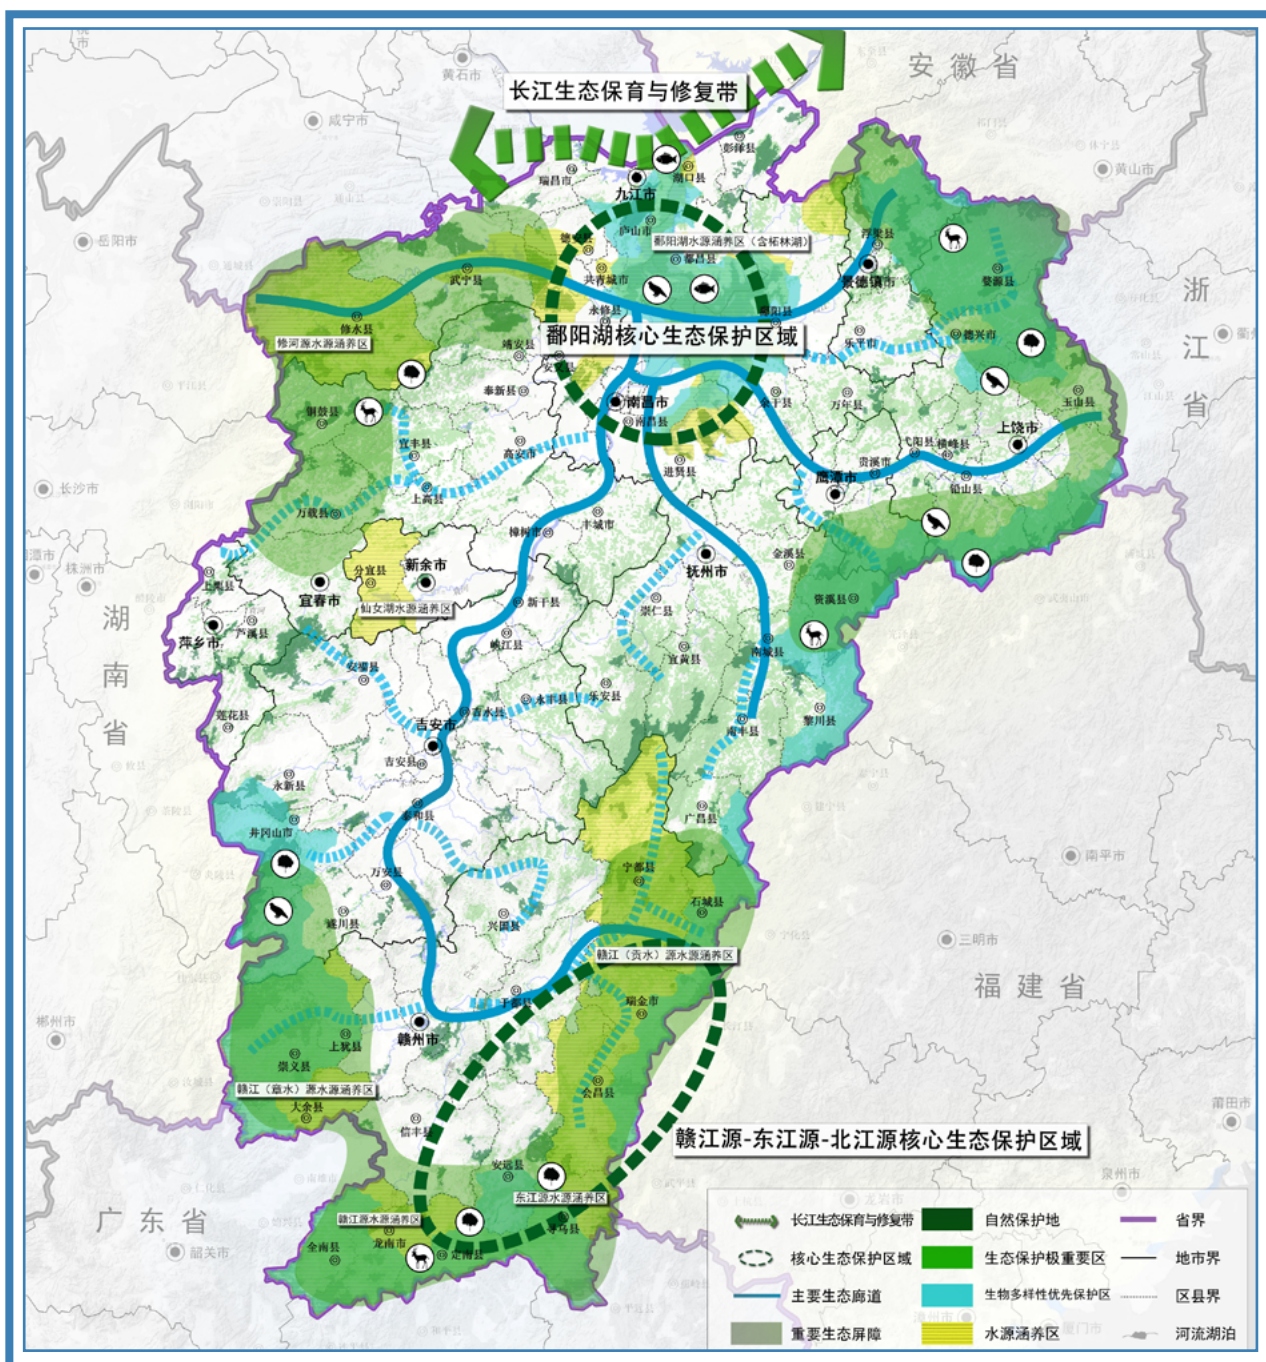 黄石市
安徽省
长江生态保育与修复带
咸宁市
彭泽县
瑞昌市
湖口县
黄山市
九江市
岳阳市
庐山市
浮梁县
德安县
鄱阳湖水源涵养区（含柘林湖）
都昌县
景德镇市
武宁县
共青城市
婺源县
浙江省
修水县
永修县
鄱阳县
修河源水源涵养区
靖安县
鄱阳湖核心生态保护区域
乐平市
德兴市
安义县
奉新县
南昌市
余干县
万年县
玉山县
铜鼓县
南昌县
上饶市
宜丰县
高安市
弋阳县
横峰县
进贤县
贵溪市
长沙市
上高县
鹰潭市
铅山县
万载县
丰城市
樟树市
株洲市
上栗县
分宜县
新余市
抚州市
金溪县
宜春市
新干县
崇仁县
资溪县
仙女湖水源涵养区
湖南省
萍乡市
芦溪县
峡江县
南城县
安福县
宜黄县
莲花县
永丰县
乐安县
吉水县
黎川县
吉安市
南丰县
吉安县
永新县
泰和县
广昌县
井冈山市
南平市
万安县
宁都县
石城县
遂川县
兴国县
三明市
赣江（贡水）源水源涵养区
福建省
于都县
瑞金市
郴州市
赣州市
上犹县
崇义县
会昌县
赣江（章水）源水源涵养区
大余县
信丰县
莆田市
赣江源-东江源-北江源核心生态保护区域
安远县
泉州市
东江源水源涵养区
广东省
赣江源水源涵养区
寻乌县
龙南市
全南县
定南县
韶关市
龙岩市
漳州市
厦门市
长江生态保育与修复带
自然保护地
省界
核心生态保护区域
生态保护极重要区
地市界
主要生态廊道
生物多样性优先保护区
区县界
重要生态屏障
水源涵养区
河流湖泊